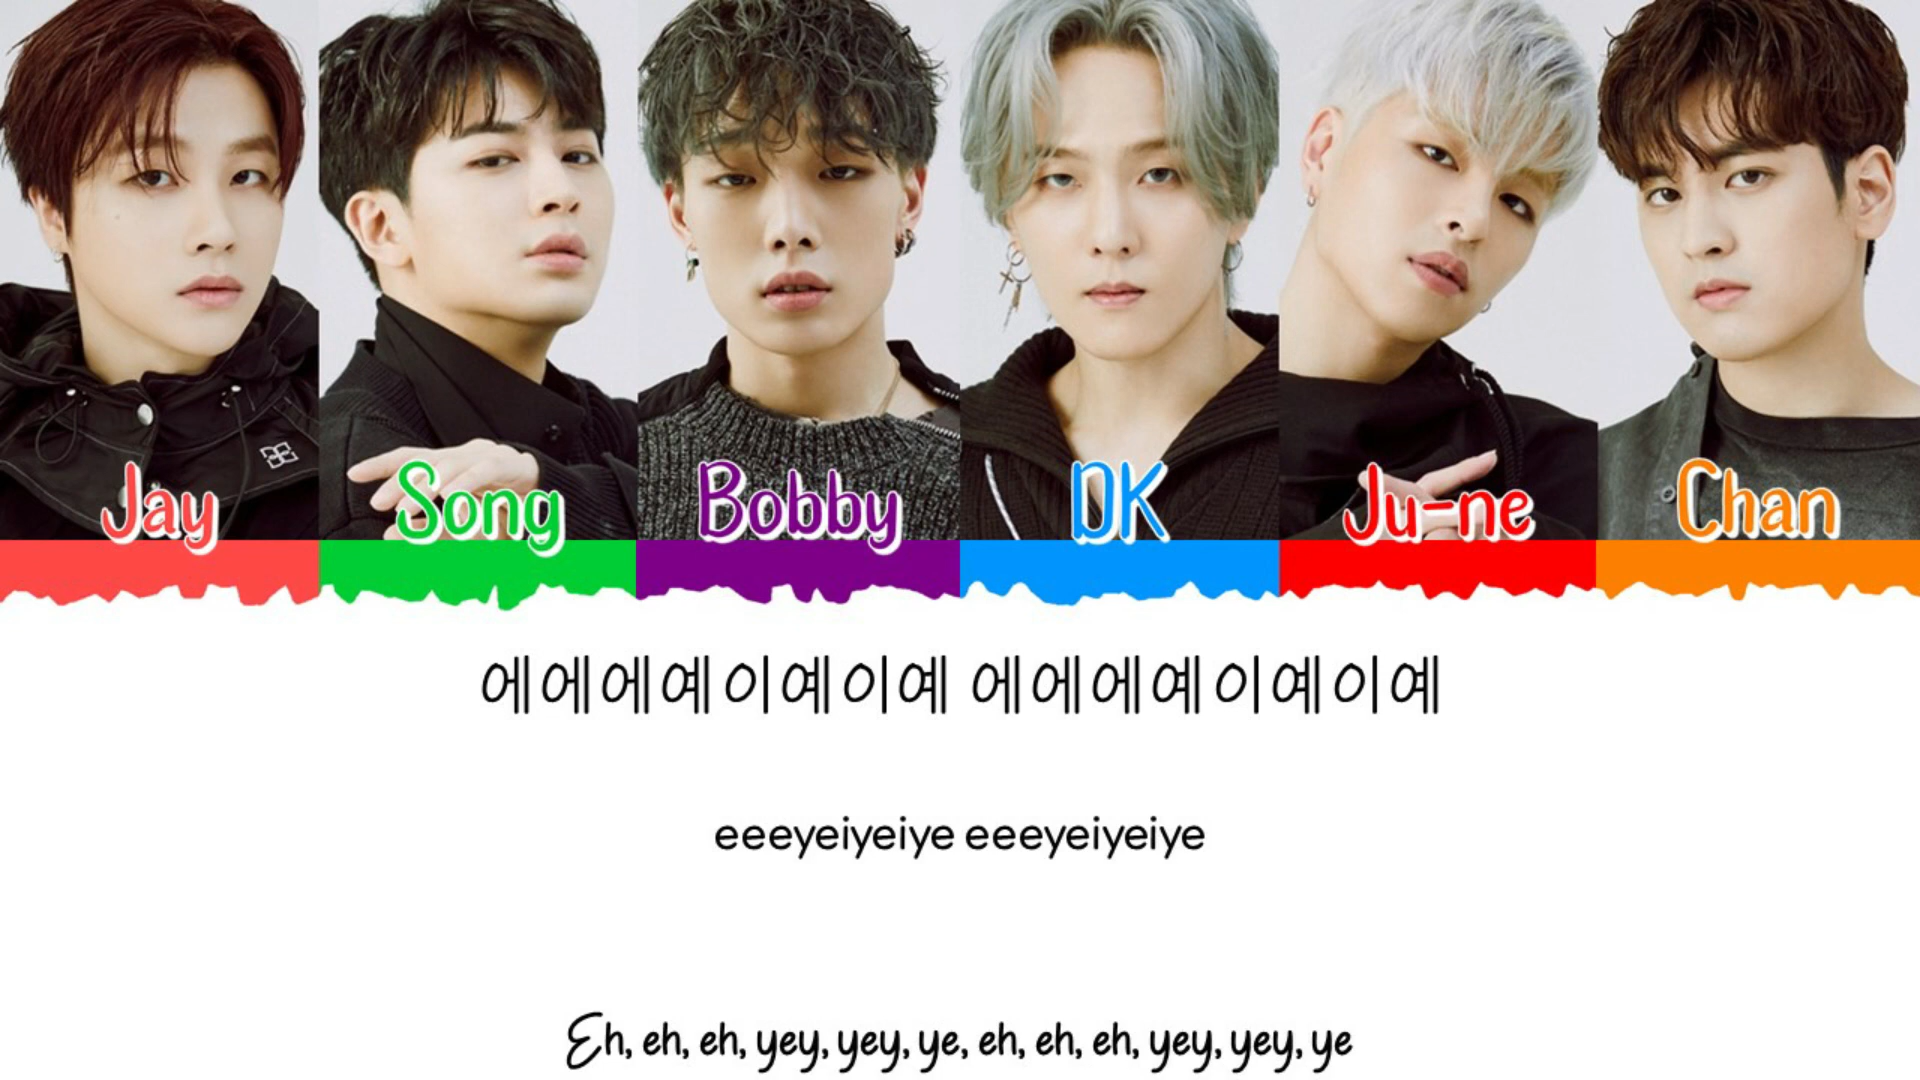 Jay Song Bobby DK Ju-ne Chan
에에에예이예이예 에에에예이예이예
eeeyeiyeiye eeeyeiyeiye
Eh, eh, eh, yey, yey, ye, eh, eh, eh, yey, yey, ye